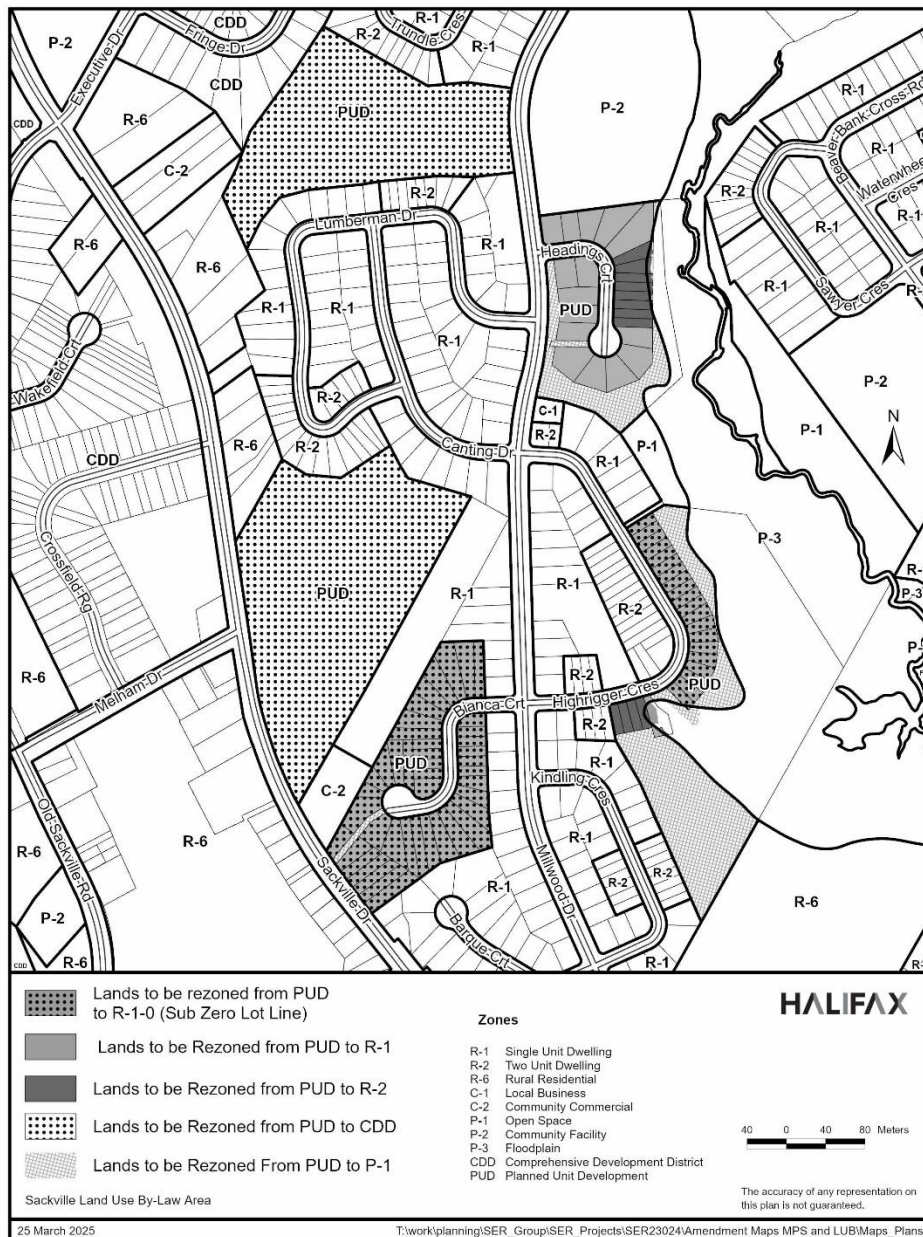 P-2
R-1
Executive-Dr
Fringe-Dr
CDD
R-2
Trundle-Cres
R-1
CDD
PUD
P-2
R-1
Beaver-Bank-Cross-Rd
CDD
R-6
C-2
R-2
R-1
Waterwhee
Cres
R-1
R-6
R-2
Lumberman-Dr
R-1
Headings-Crt
R-1
Sawyer-Cres
R-6
R-1
R-1
R-1
PUD
R-1
P-2
Wakefield-Crt
R-2
C-1
R-2
P-1
N
CDD
R-6
R-2
Canting-Dr
R-1
P-1
Crossfield-Rg
P-3
R-
P-3
PUD
R-1
R-1
R-2
R-6
Melham-Dr
R-2
PUD
P-
Bianca-Crt
Highrigger-Cres
R-2
PUD
R-1
Kindling-Cres
C-2
Old-Sackville-Rd
R-6
R-6
Sackville-Dr
R-1
R-1
Millwood-Dr
R-2
R-2
R-6
P-2
Barque-Crt
CDD
R-6
R-1
R-
Lands to be rezoned from PUD
to R-1-0 (Sub Zero Lot Line)
Lands to be Rezoned from PUD to R-1
Lands to be Rezoned from PUD to R-2
Lands to be Rezoned from PUD to CDD
Lands to be Rezoned From PUD to P-1
Sackville Land Use By-Law Area
Zones
R-1 Single Unit Dwelling
R-2 Two Unit Dwelling
R-6 Rural Residential
C-1 Local Business
C-2 Community Commercial
P-1 Open Space
P-2 Community Facility
P-3 Floodplain
CDD Comprehensive Development District
PUD Planned Unit Development
HALIFAX
40 0 40 80 Meters
The accuracy of any representation on
this plan is not guaranteed.
25 March 2025
T:\work\planning\SER_Group\SER_Projects\SER23024\Amendment Maps MPS and LUB\Maps_Plans